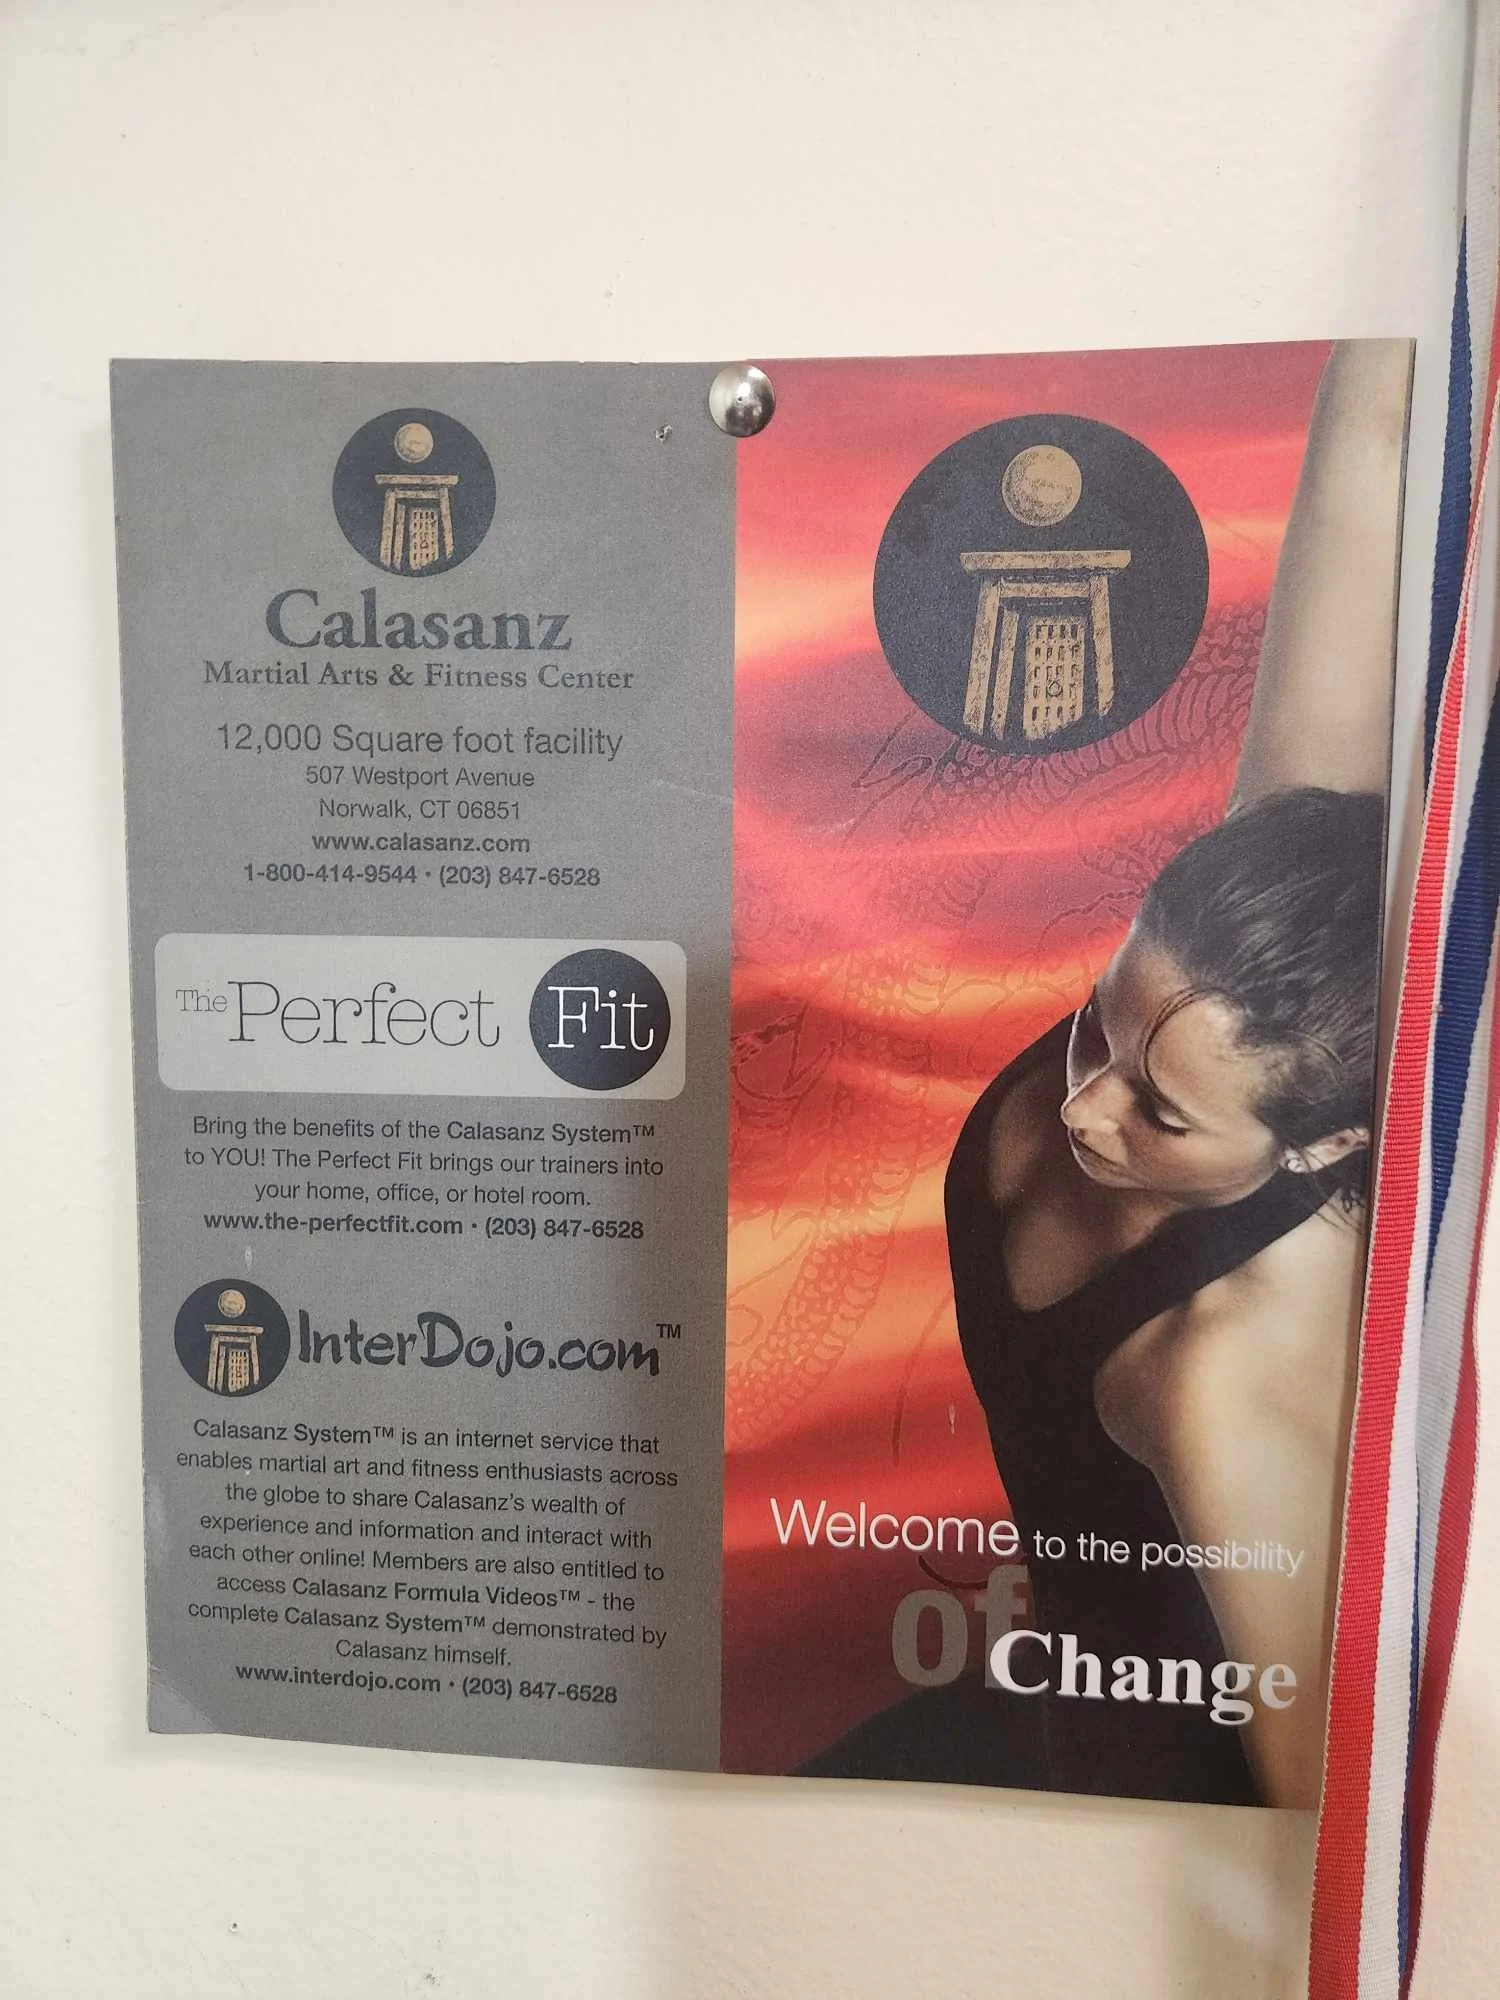 Calasanz
Martial Arts & Fitness Center
12,000 Square foot facility
507 Westport Avenue
Norwalk, CT 06851
www.calasanz.com
1-800-414-9544 • (203) 847-6528
The Perfect Fit
Bring the benefits of the Calasanz System™
to YOU! The Perfect Fit brings our trainers into
your home, office, or hotel room.
www.the-perfectfit.com • (203) 847-6528
InterDojo.com™
Calasanz System™ is an internet service that
enables martial art and fitness enthusiasts across
the globe to share Calasanz's wealth of
experience and information and interact with
each other online! Members are also entitled to
access Calasanz Formula Videos™ - the
complete Calasanz System™ demonstrated by
Calasanz himself.
www.interdojo.com • (203) 847-6528
Welcome to the possibility
of
Change